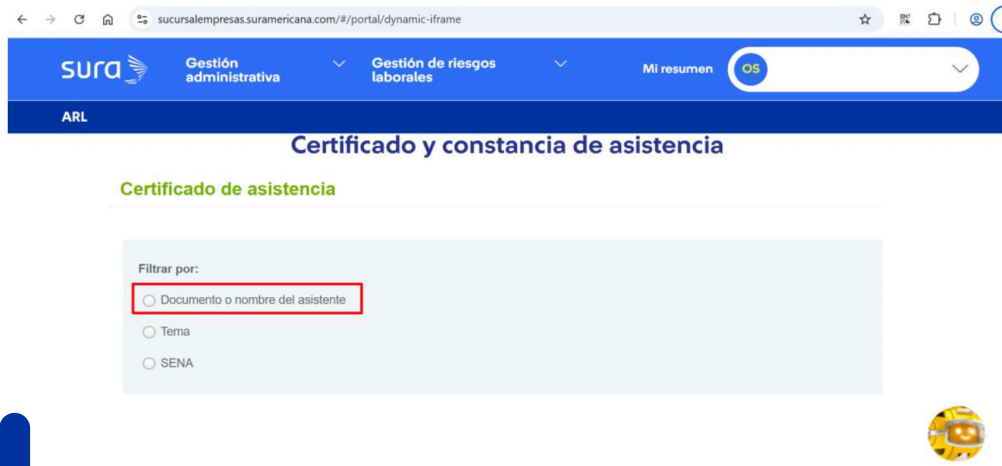 sucursalempresas.suramericana.com/#/portal/dynamic-iframe
sura
Gestión administrativa
Gestión de riesgos laborales
Mi resumen
OS
ARL
Certificado y constancia de asistencia
Certificado de asistencia
Filtrar por:
Documento o nombre del asistente
Tema
SENA